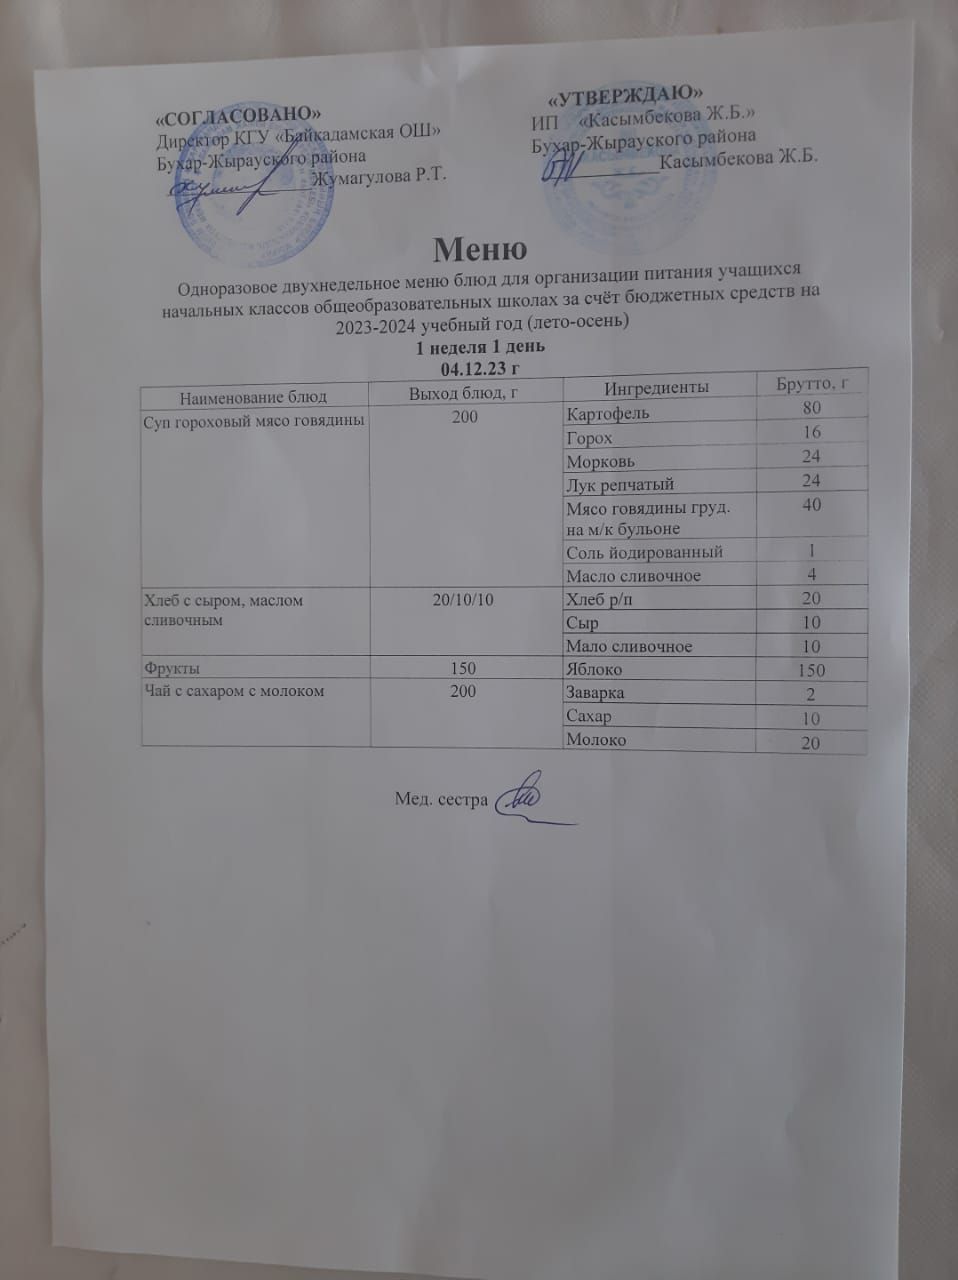 «СОГЛАСОВАНО»
Директор КГУ «Байкадамская ОШ»
Бухар-Жырауского района
Жумагулова Р.Т.
«УТВЕРЖДАЮ»
ИП «Касымбекова Ж.Б.»
Бухар-Жырауского района
Касымбекова Ж.Б.
Меню
Одноразовое двухнедельное меню блюд для организации питания учащихся
начальных классов общеобразовательных школах за счёт бюджетных средств на
2023-2024 учебный год (лето-осень)
1 неделя 1 день
04.12.23 г
Наименование блюд Выход блюд, г Ингредиенты Брутто, г
Суп гороховый мясо говядины 200 Картофель 80
Горох 16
Морковь 24
Лук репчатый 24
Мясо говядины груд. 40
на м/к бульоне
Соль йодированный 1
Масло сливочное 4
Хлеб с сыром, маслом 20/10/10 Хлеб р/п 20
сливочным
Сыр 10
Мало сливочное 10
Фрукты 150 Яблоко 150
Чай с сахаром с молоком 200 Заварка 2
Сахар 10
Молоко 20
Мед. сестра